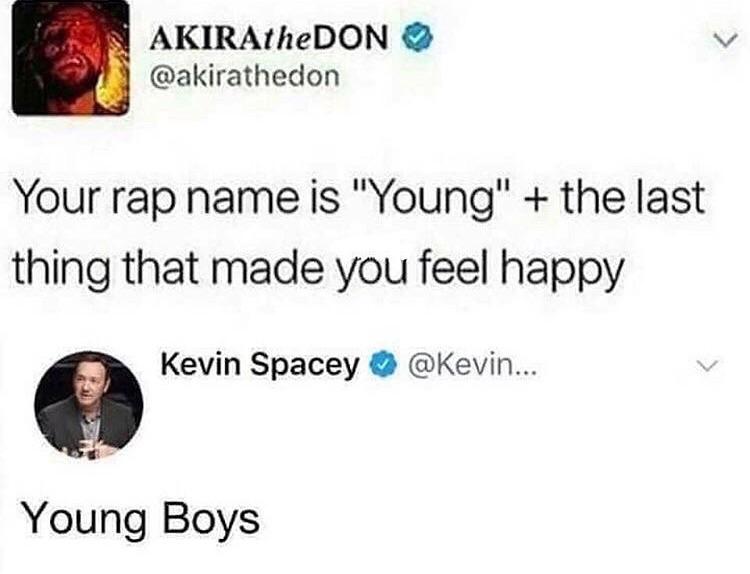 AKIRAtheDON
@akirathedon
Your rap name is "Young" + the last
thing that made you feel happy
Kevin Spacey @Kevin...
Young Boys